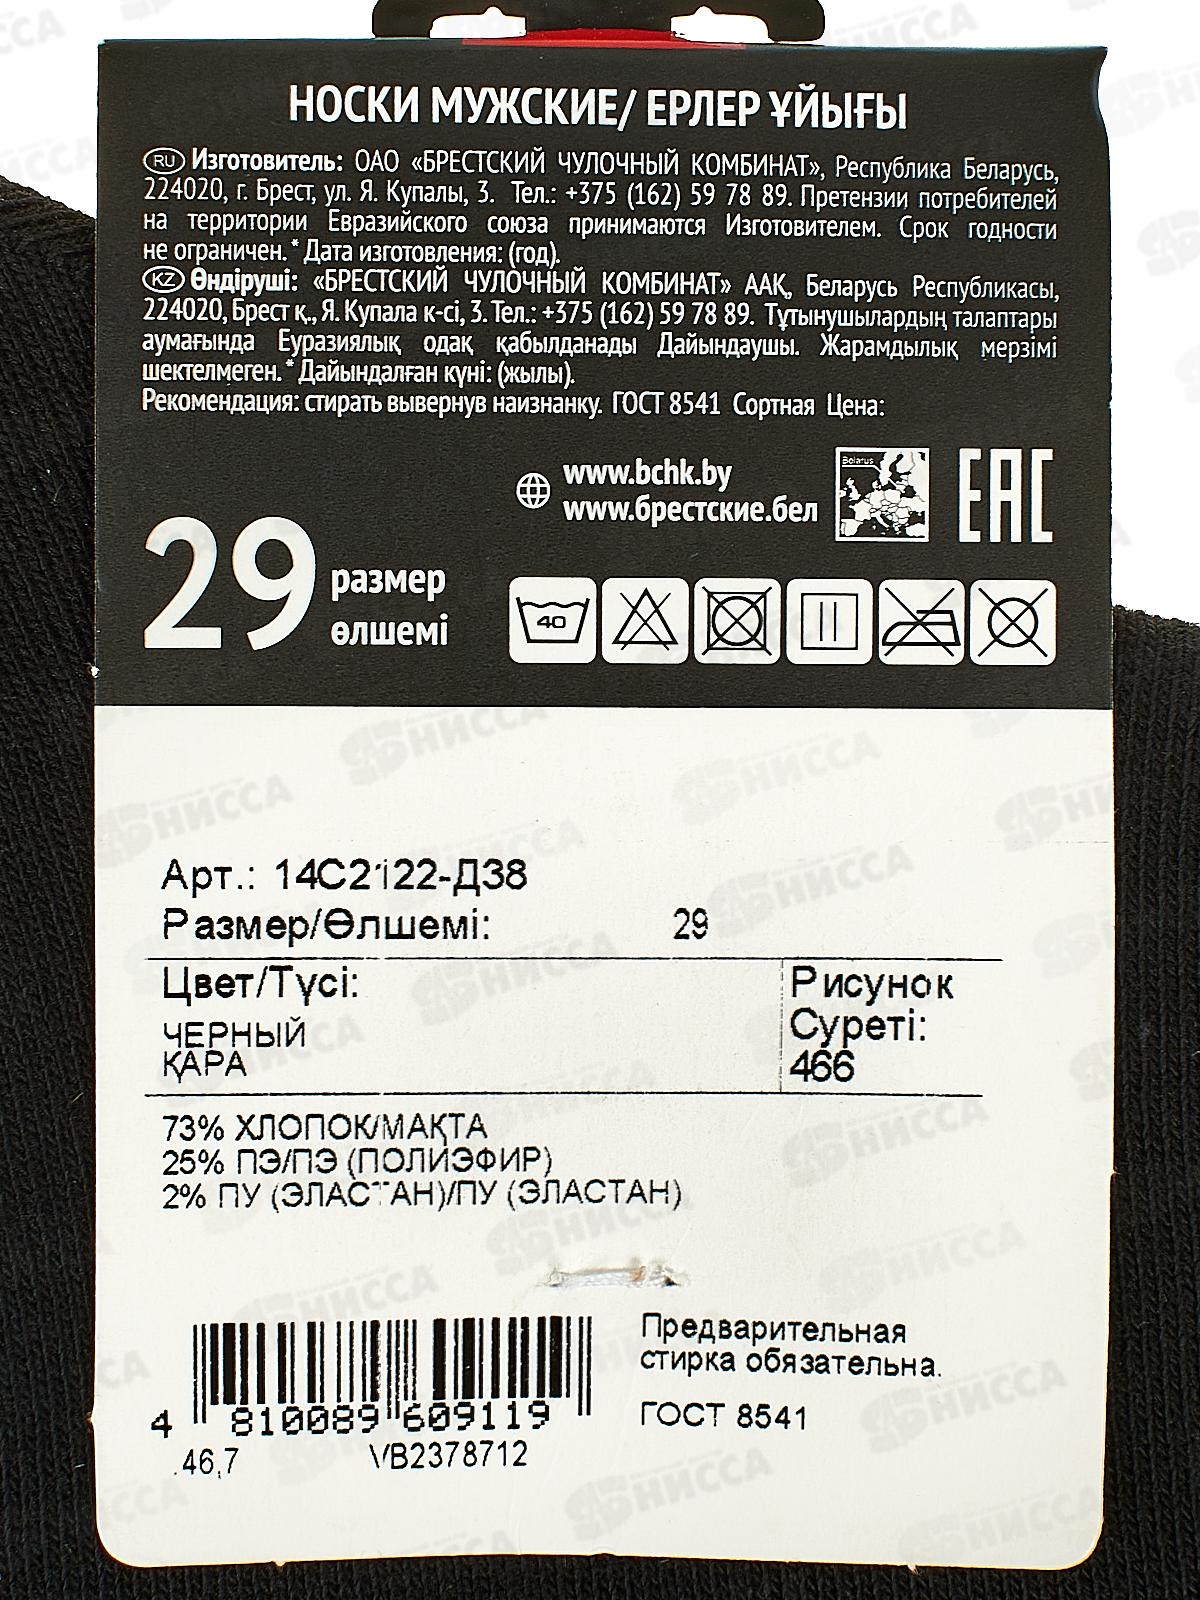 НОСКИ МУЖСКИЕ/ ЕРЛЕР ҰЙЫҒЫ
RU Изготовитель: ОАО «БРЕСТСКИЙ ЧУЛОЧНЫЙ КОМБИНАТ», Республика Беларусь,
224020, г. Брест, ул. Я. Купалы, 3. Тел.: +375 (162) 59 78 89. Претензии потребителей
на территории Евразийского союза принимаются Изготовителем. Срок годности
не ограничен. * Дата изготовления: (год).
KZ Өндіруші: «БРЕСТСКИЙ ЧУЛОЧНЫЙ КОМБИНАТ» ААҚ, Беларусь Республикасы,
224020, Брест қ., Я. Купала к-сі, 3. Тел.: +375 (162) 59 78 89. Тұтынушылардың талаптары
аумағында Еуразиялық одақ қабылданады Дайындаушы. Жарамдылық мерзімі
шектелмеген. * Дайындалған күні: (жылы).
Рекомендация: стирать вывернув наизнанку. ГОСТ 8541 Сортная Цена:
www.bchk.by
www.брестские.бел
Belarus
EAC
29 размер
өлшемі
40
Арт.: 14С2122-Д38
Размер/Өлшемі: 29
Цвет/Түсі:
ЧЕРНЫЙ
ҚАРА
Рисунок
Суреті:
466
73% ХЛОПОК/МАҚТА
25% ПЭ/ПЭ (ПОЛИЭФИР)
2% ПУ (ЭЛАСТАН)/ПУ (ЭЛАСТАН)
Предварительная
стирка обязательна.
ГОСТ 8541
4 810089 609119
46,7 VB2378712
НИССА